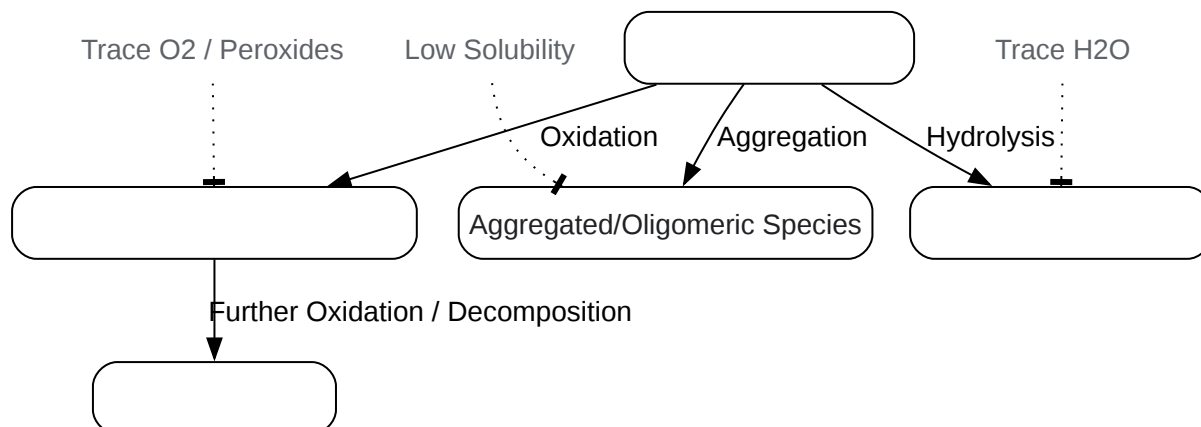 Trace O2 / Peroxides
Low Solubility
Trace H2O
Oxidation
Aggregation
Hydrolysis
Aggregated/Oligomeric Species
Further Oxidation / Decomposition